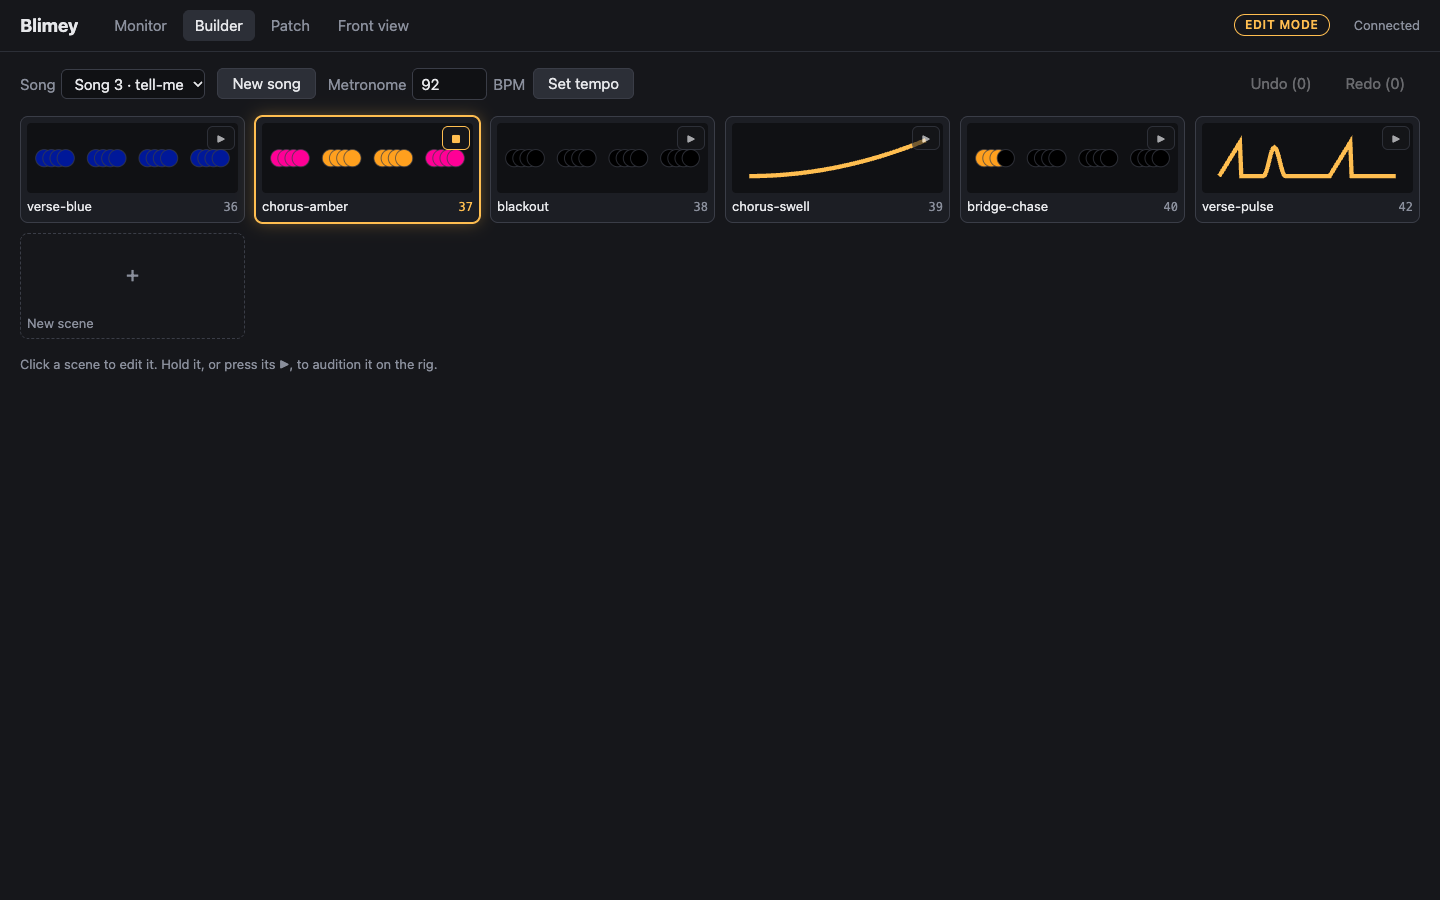 Blimey Monitor Builder Patch Front view EDIT MODE Connected
Song Song 3 · tell-me New song Metronome 92 BPM Set tempo Undo (0) Redo (0)
verse-blue 36 chorus-amber 37 blackout 38 chorus-swell 39 bridge-chase 40 verse-pulse 42
+
New scene
Click a scene to edit it. Hold it, or press its ▶, to audition it on the rig.